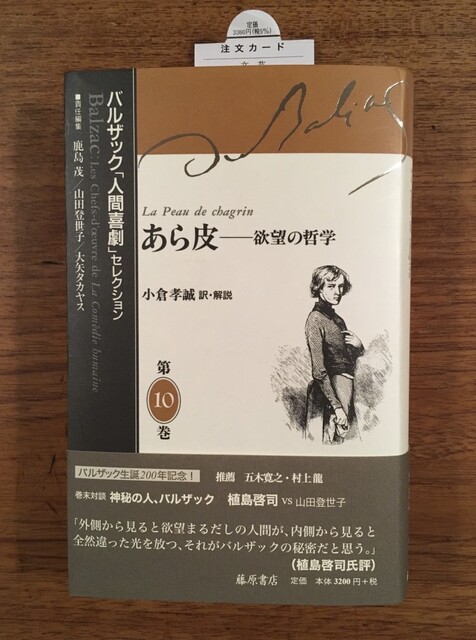 定価
3360円(税5%)
注文カード
Balzac
バルザック「人間喜劇」セレクション
Balzac: Les Chefs-d'œuvre de La Comédie humaine
■責任編集 鹿島 茂/山田登世子/大矢タカヤス
La Peau de chagrin
あら皮──欲望の哲学
小倉孝誠 訳・解説
第
10
巻
バルザック生誕200年記念!
推薦 五木寛之・村上龍
巻末対談 神秘の人、バルザック 植島啓司 VS 山田登世子
「外側から見ると欲望まるだしの人間が、内側から見ると
全然違った光を放つ、それがバルザックの秘密だと思う。」
(植島啓司氏評)
藤原書店 定価 本体3200円+税